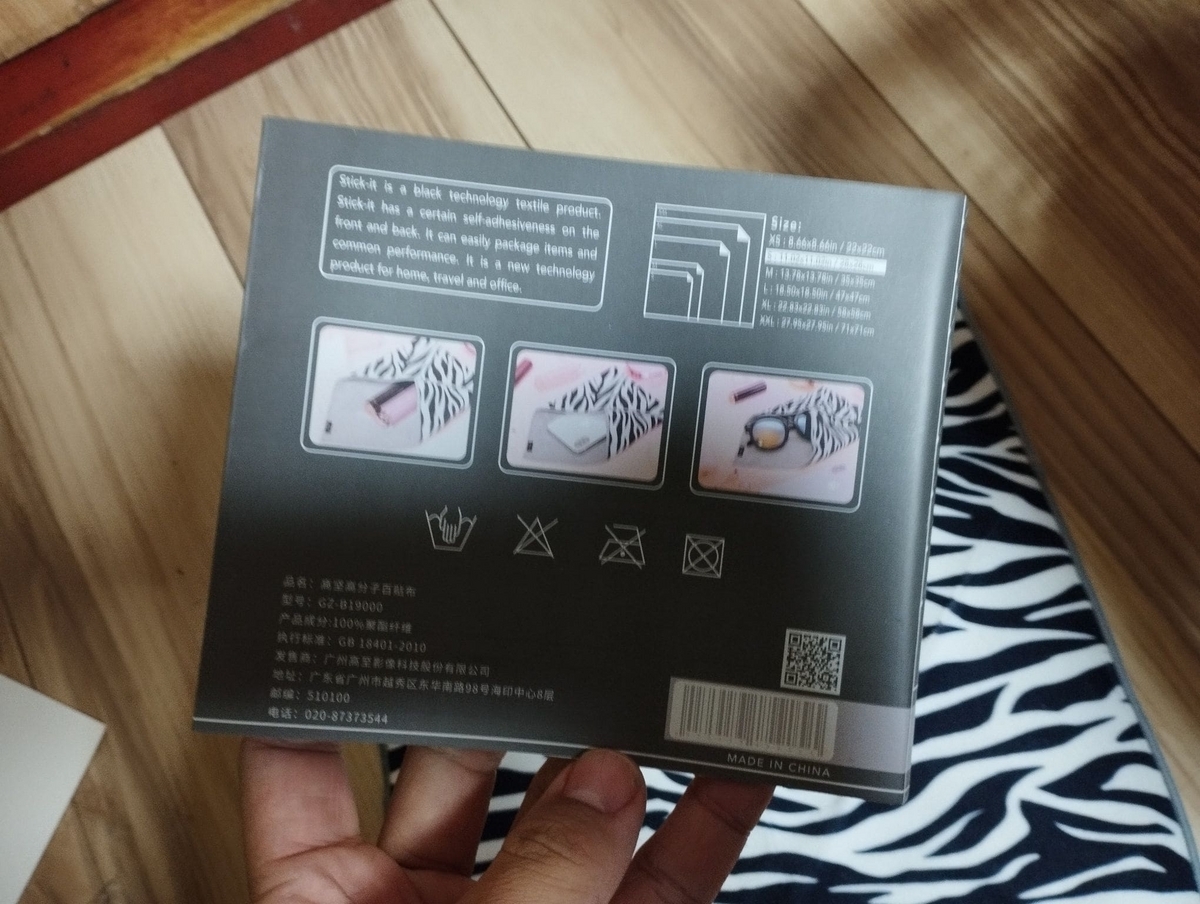 Stick-it is a black technology textile product.
Stick-it has a certain self-adhesiveness on the
front and back. It can easily package items and
common performance. It is a new technology
product for home, travel and office.
Size:
XS : 8.66x8.66in / 22x22cm
M : 13.78x13.78in / 35x35cm
L : 18.50x18.50in / 47x47cm
XL : 22.83x22.83in / 58x58cm
XXL : 27.95x27.95in / 71x71cm
品名：高坚高分子百贴布
型号：GZ-B19000
产品成分:100%聚酯纤维
执行标准：GB 18401-2010
发售商：广州高至影像科技股份有限公司
地址：广东省广州市越秀区东华南路98号海印中心8层
邮编：510100
电话：020-87373544
MADE IN CHINA